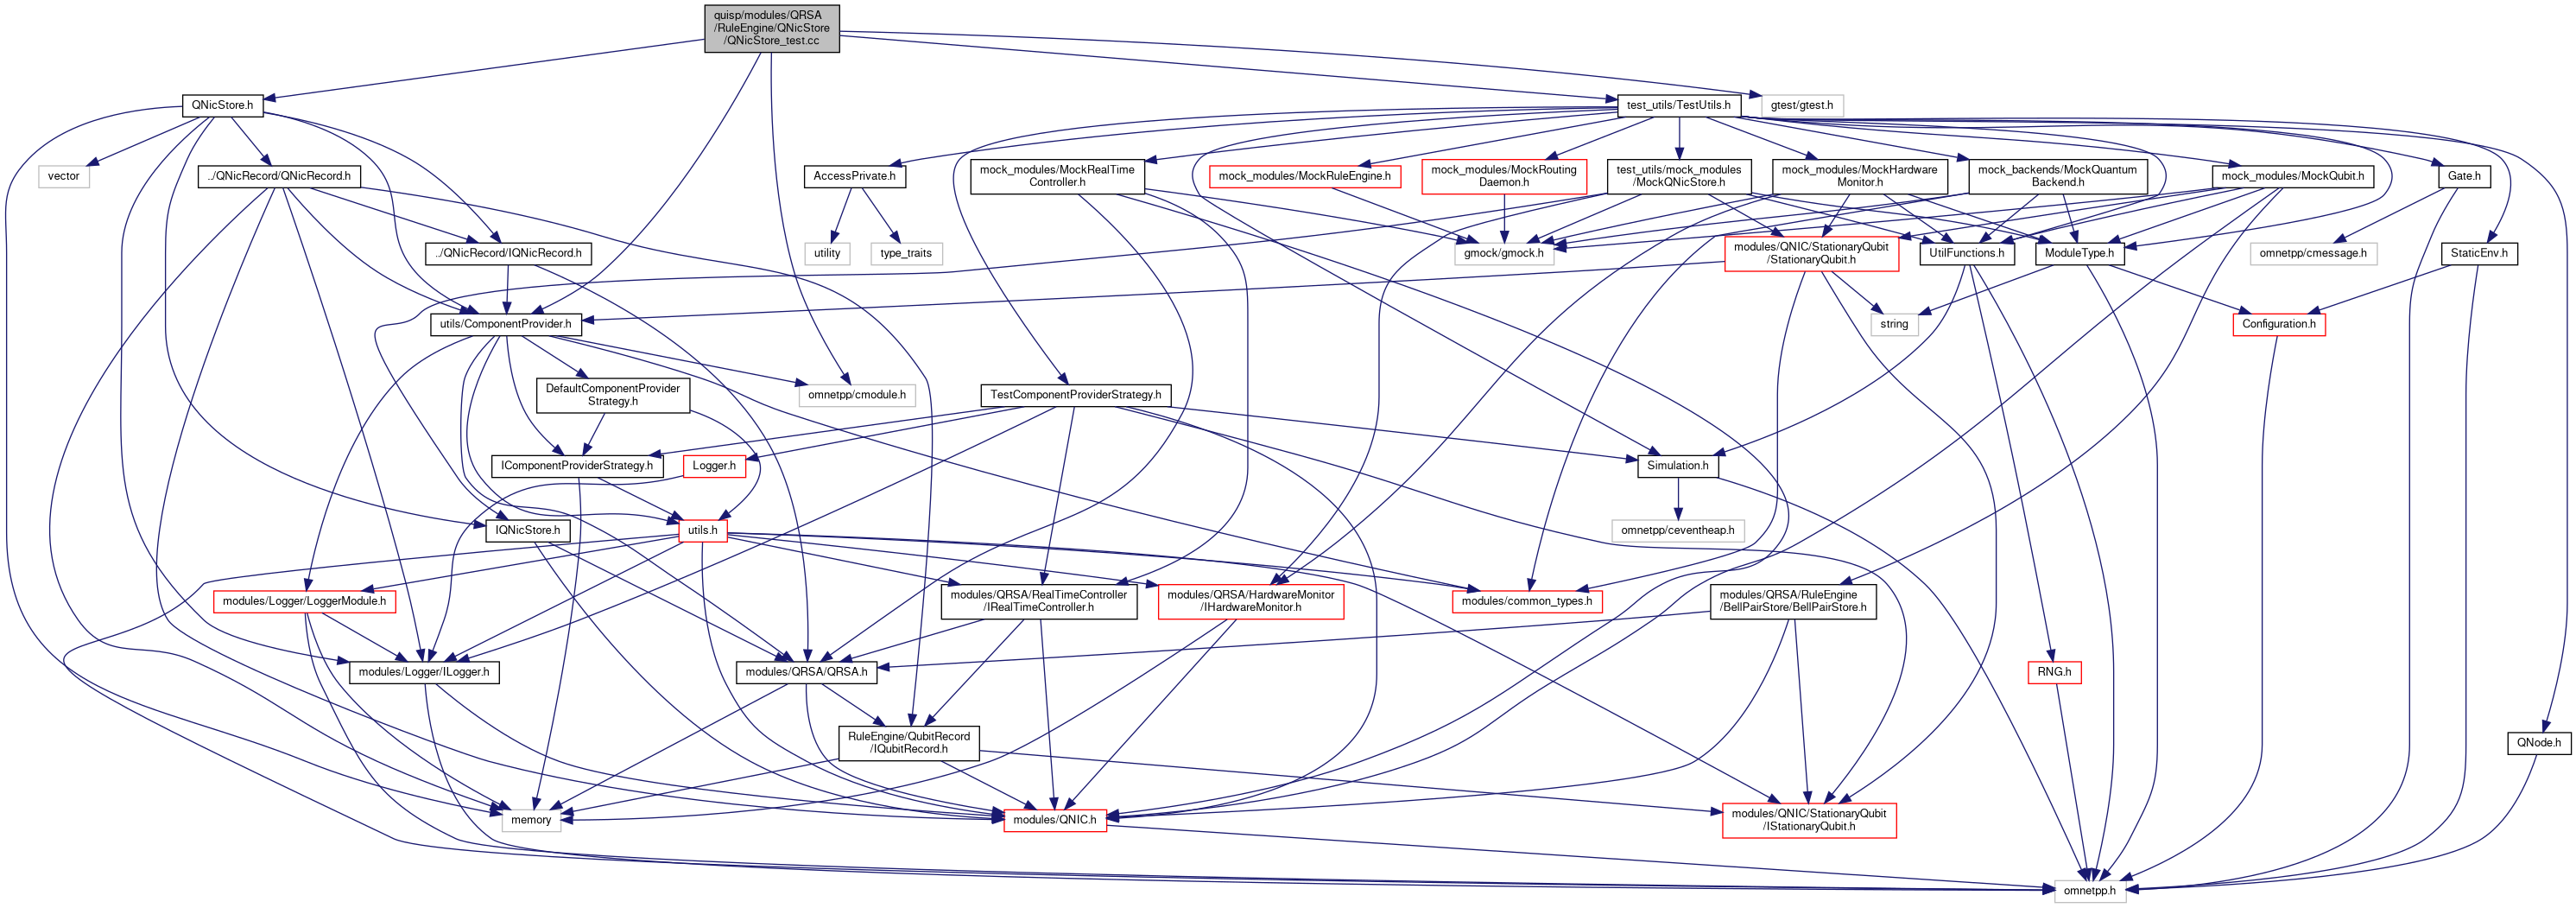 quisp/modules/QRSA
/RuleEngine/QNicStore
/QNicStore_test.cc
QNicStore.h
test_utils/TestUtils.h
gtest/gtest.h
vector
../QNicRecord/QNicRecord.h
AccessPrivate.h
mock_modules/MockRealTime
Controller.h
mock_modules/MockRuleEngine.h
mock_modules/MockRouting
Daemon.h
test_utils/mock_modules
/MockQNicStore.h
mock_modules/MockHardware
Monitor.h
mock_backends/MockQuantum
Backend.h
mock_modules/MockQubit.h
Gate.h
../QNicRecord/IQNicRecord.h
utility
type_traits
gmock/gmock.h
modules/QNIC/StationaryQubit
/StationaryQubit.h
UtilFunctions.h
ModuleType.h
omnetpp/cmessage.h
StaticEnv.h
utils/ComponentProvider.h
string
Configuration.h
DefaultComponentProvider
Strategy.h
omnetpp/cmodule.h
TestComponentProviderStrategy.h
IComponentProviderStrategy.h
Logger.h
Simulation.h
IQNicStore.h
utils.h
omnetpp/ceventheap.h
modules/Logger/LoggerModule.h
modules/QRSA/RealTimeController
/IRealTimeController.h
modules/QRSA/HardwareMonitor
/IHardwareMonitor.h
modules/common_types.h
modules/QRSA/RuleEngine
/BellPairStore/BellPairStore.h
modules/Logger/ILogger.h
modules/QRSA/QRSA.h
RNG.h
RuleEngine/QubitRecord
/IQubitRecord.h
QNode.h
memory
modules/QNIC.h
modules/QNIC/StationaryQubit
/IStationaryQubit.h
omnetpp.h